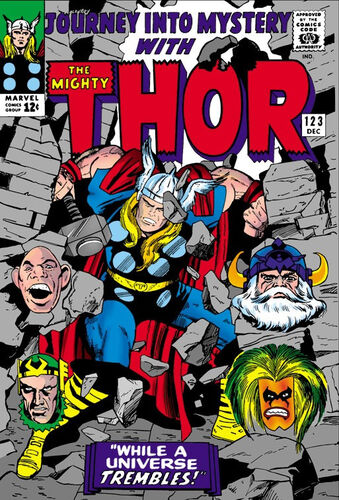 JOURNEY INTO MYSTERY
WITH
THE MIGHTY
THOR
MARVEL
COMICS
GROUP
12¢
APPROVED
BY THE
COMICS
CODE
AUTHORITY
IND.
123
DEC
"WHILE A
UNIVERSE
TREMBLES!"